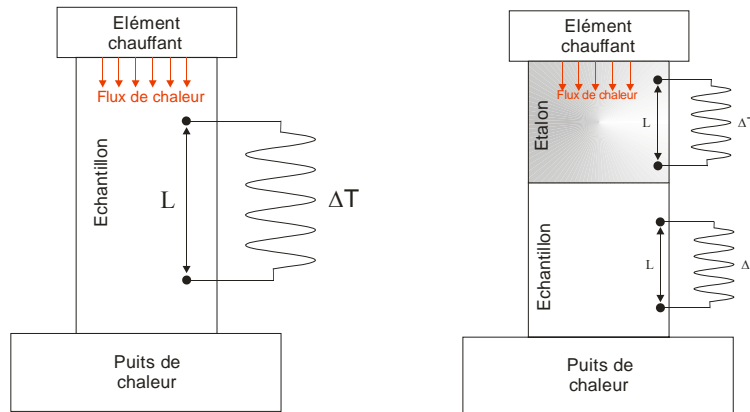 Elément
chauffant
Flux de chaleur
Echantillon
L
ΔT
Puits de
chaleur
Elément
chauffant
Flux de chaleur
Etalon
L
ΔT
Echantillon
L
Δ
Puits de
chaleur